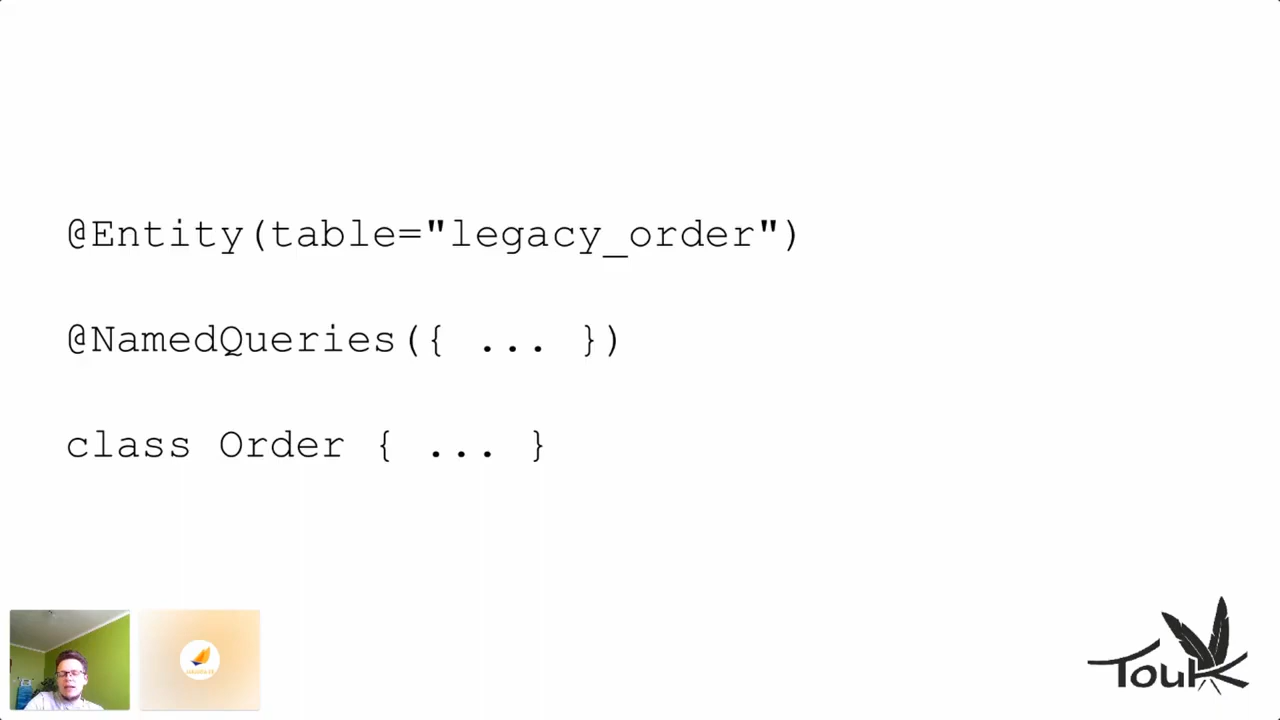 @Entity(table="legacy_order")
@NamedQueries({ ... })
class Order { ... }
TouK